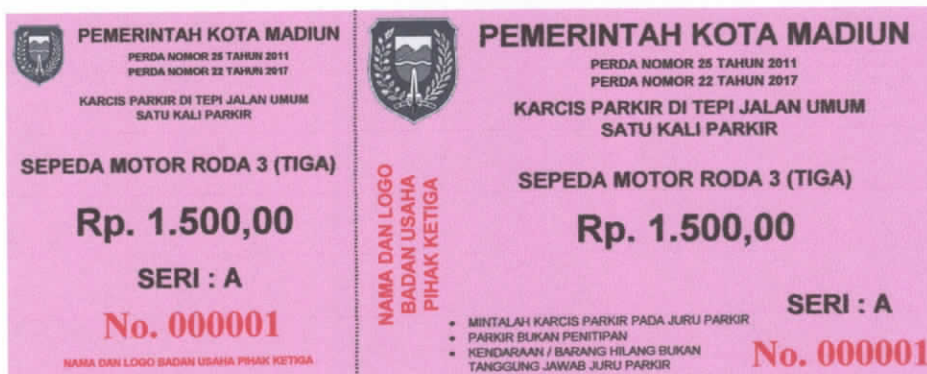 PEMERINTAH KOTA MADIUN
PERDA NOMOR 25 TAHUN 2011
PERDA NOMOR 22 TAHUN 2017
KARCIS PARKIR DI TEPI JALAN UMUM
SATU KALI PARKIR
SEPEDA MOTOR RODA 3 (TIGA)
Rp. 1.500,00
SERI : A
No. 000001
NAMA DAN LOGO BADAN USAHA PIHAK KETIGA
PEMERINTAH KOTA MADIUN
PERDA NOMOR 25 TAHUN 2011
PERDA NOMOR 22 TAHUN 2017
KARCIS PARKIR DI TEPI JALAN UMUM
SATU KALI PARKIR
NAMA DAN LOGO
BADAN USAHA
PIHAK KETIGA
SEPEDA MOTOR RODA 3 (TIGA)
Rp. 1.500,00
SERI : A
• MINTALAH KARCIS PARKIR PADA JURU PARKIR
• PARKIR BUKAN PENITIPAN
• KENDARAAN / BARANG HILANG BUKAN
TANGGUNG JAWAB JURU PARKIR
No. 000001